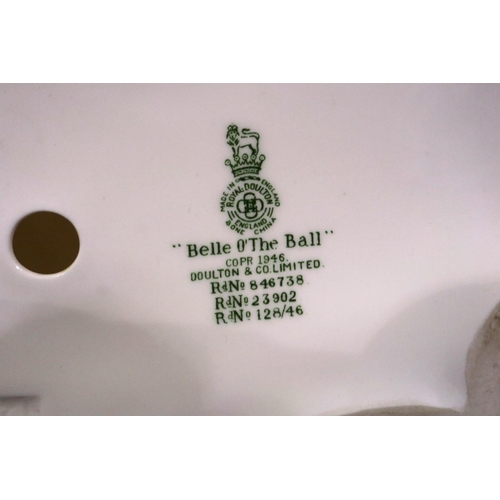 MADE IN ENGLAND
ROYAL DOULTON
ENGLAND
BONE CHINA
"Belle O'The Ball"
COPR 1946.
DOULTON & CO. LIMITED.
RdNo 846738.
RdNo 23902
RdNo 128/46